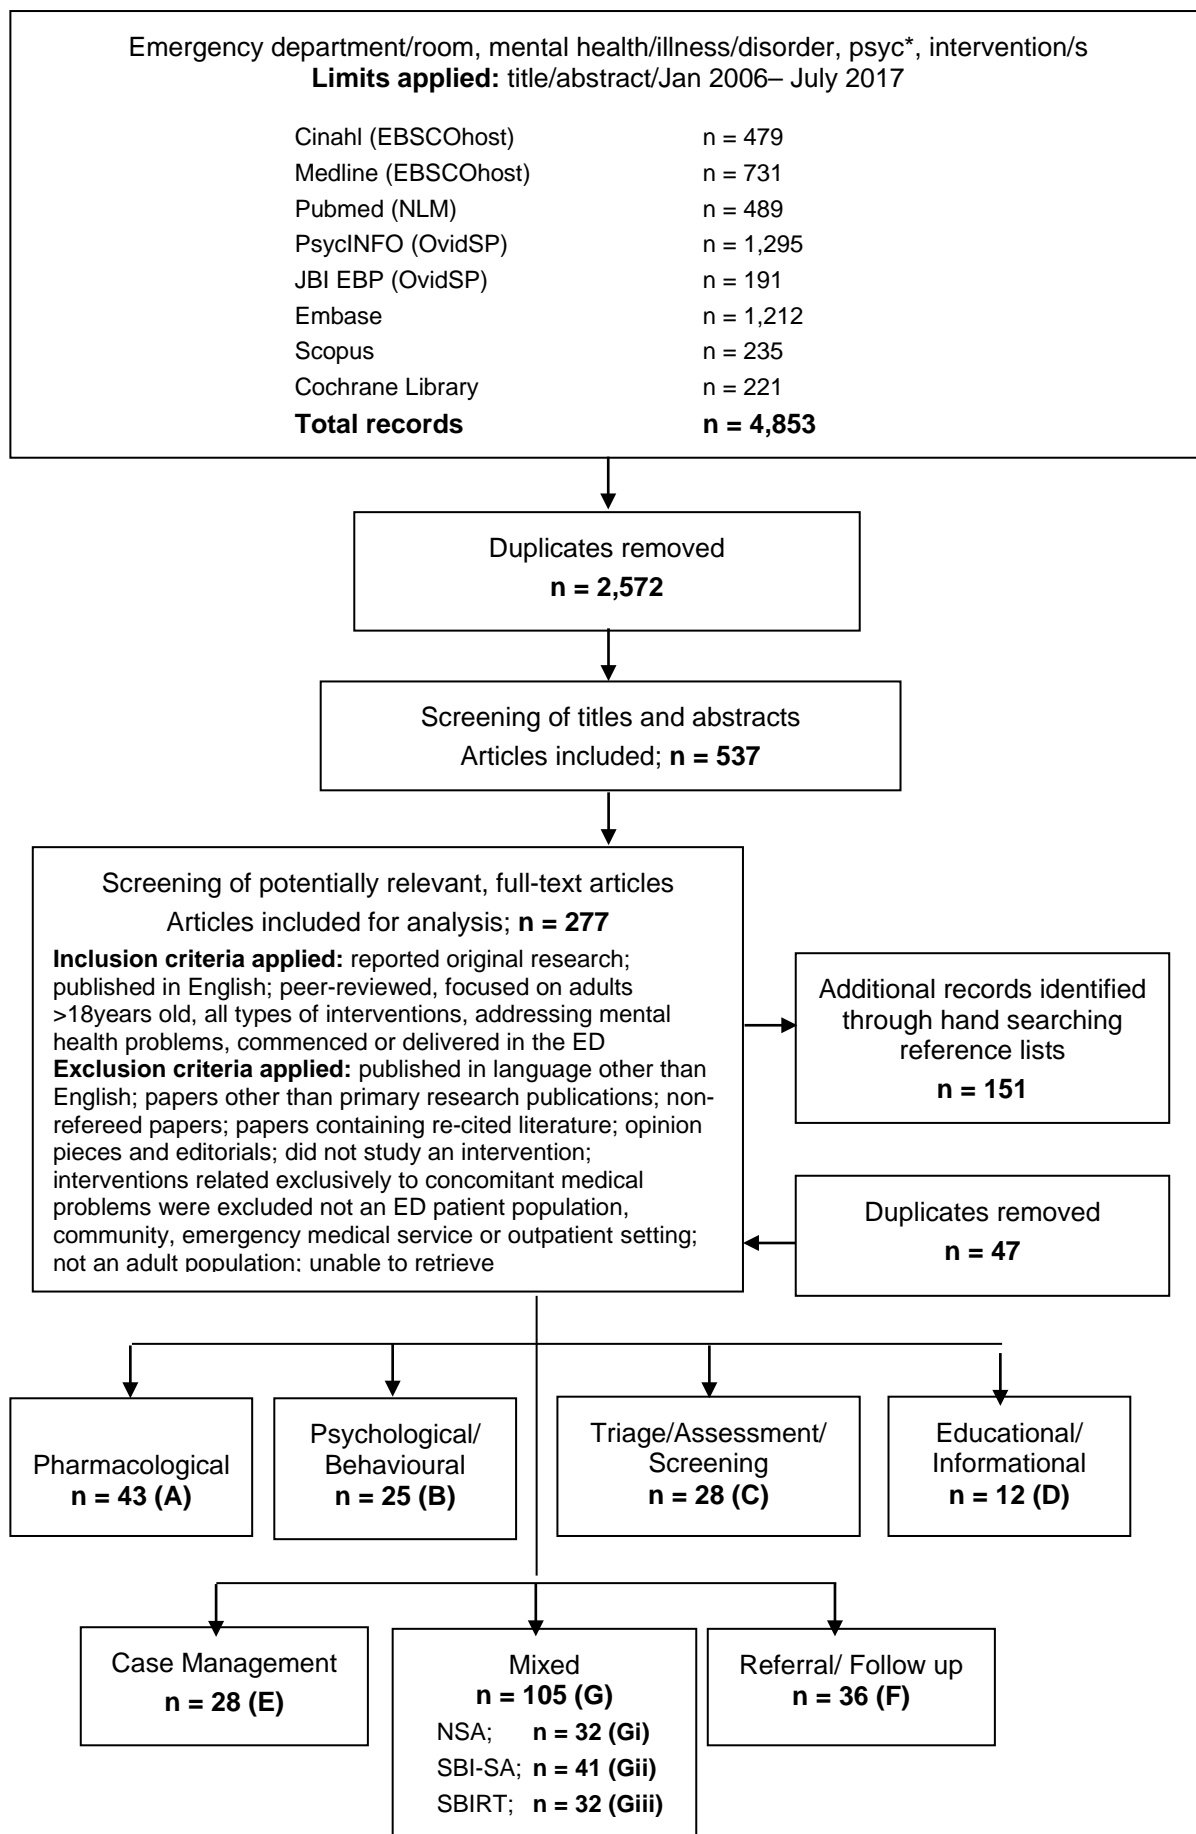 Emergency department/room, mental health/illness/disorder, psyc*, intervention/s
Limits applied: title/abstract/Jan 2006– July 2017
Cinahl (EBSCOhost) n = 479
Medline (EBSCOhost) n = 731
Pubmed (NLM) n = 489
PsycINFO (OvidSP) n = 1,295
JBI EBP (OvidSP) n = 191
Embase n = 1,212
Scopus n = 235
Cochrane Library n = 221
Total records n = 4,853
Duplicates removed
n = 2,572
Screening of titles and abstracts
Articles included; n = 537
Screening of potentially relevant, full-text articles
Articles included for analysis; n = 277
Inclusion criteria applied: reported original research;
published in English; peer-reviewed, focused on adults
>18years old, all types of interventions, addressing mental
health problems, commenced or delivered in the ED
Exclusion criteria applied: published in language other than
English; papers other than primary research publications; non-
refereed papers; papers containing re-cited literature; opinion
pieces and editorials; did not study an intervention;
interventions related exclusively to concomitant medical
problems were excluded not an ED patient population,
community, emergency medical service or outpatient setting;
not an adult population; unable to retrieve
Additional records identified
through hand searching
reference lists
n = 151
Duplicates removed
n = 47
Pharmacological
n = 43 (A)
Psychological/
Behavioural
n = 25 (B)
Triage/Assessment/
Screening
n = 28 (C)
Educational/
Informational
n = 12 (D)
Case Management
n = 28 (E)
Mixed
n = 105 (G)
NSA; n = 32 (Gi)
SBI-SA; n = 41 (Gii)
SBIRT; n = 32 (Giii)
Referral/ Follow up
n = 36 (F)